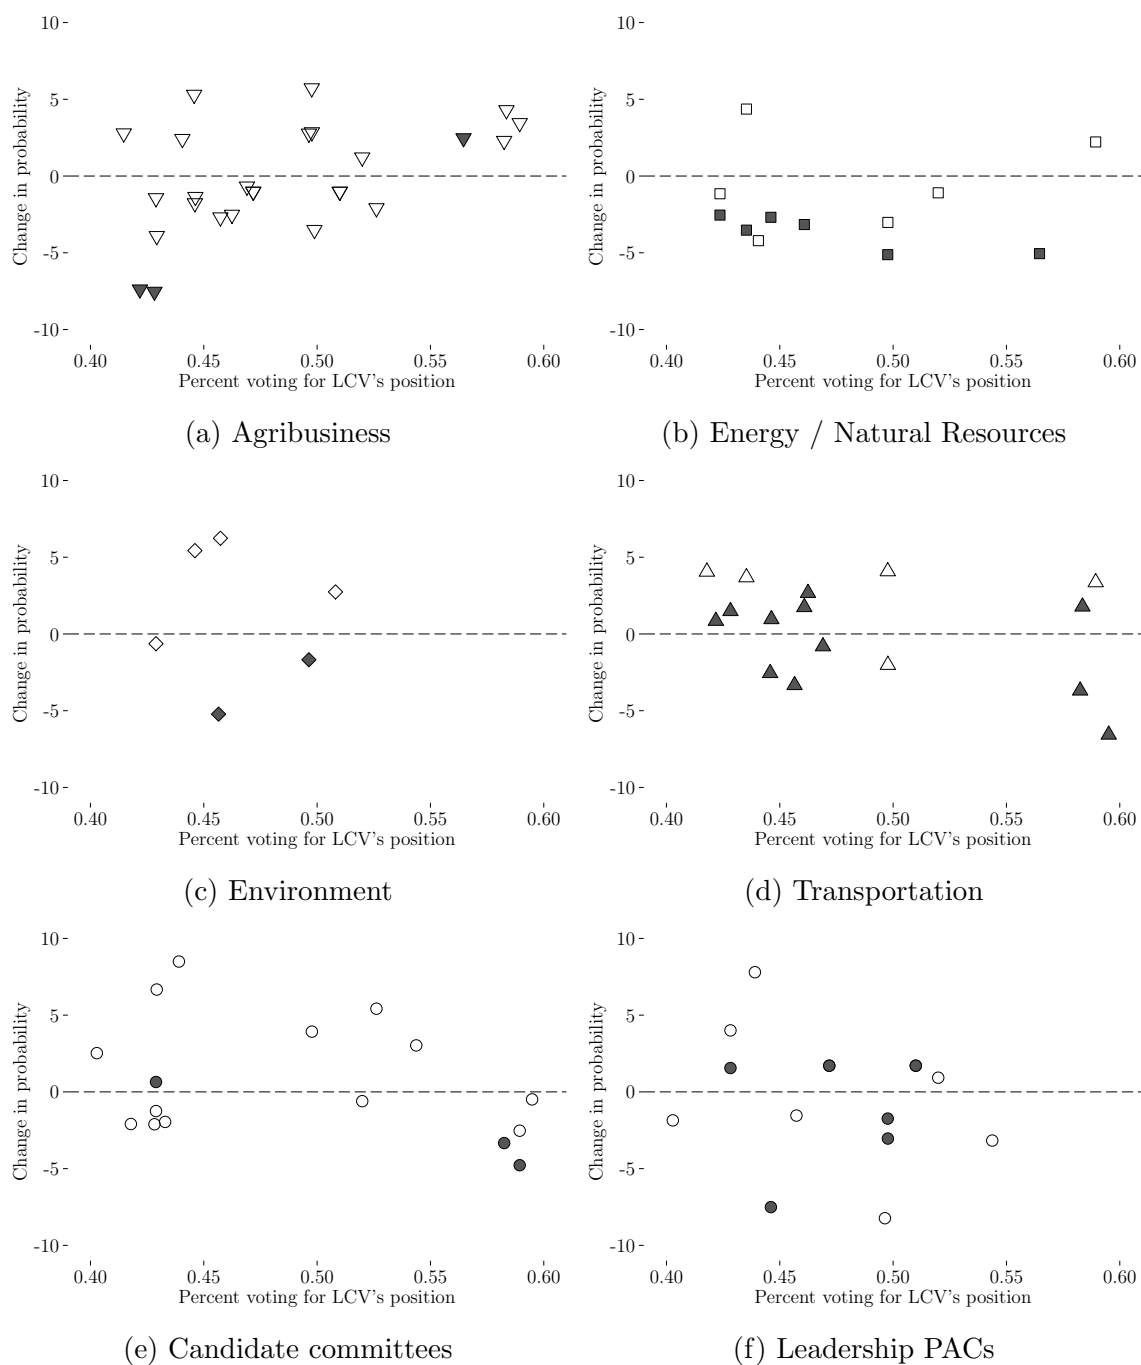 10
5
0
-5
-10
Change in probability
0.40 0.45 0.50 0.55 0.60
Percent voting for LCV's position
(a) Agribusiness
10
5
0
-5
-10
Change in probability
0.40 0.45 0.50 0.55 0.60
Percent voting for LCV's position
(b) Energy / Natural Resources
10
5
0
-5
-10
Change in probability
0.40 0.45 0.50 0.55 0.60
Percent voting for LCV's position
(c) Environment
10
5
0
-5
-10
Change in probability
0.40 0.45 0.50 0.55 0.60
Percent voting for LCV's position
(d) Transportation
10
5
0
-5
-10
Change in probability
0.40 0.45 0.50 0.55 0.60
Percent voting for LCV's position
(e) Candidate committees
10
5
0
-5
-10
Change in probability
0.40 0.45 0.50 0.55 0.60
Percent voting for LCV's position
(f) Leadership PACs